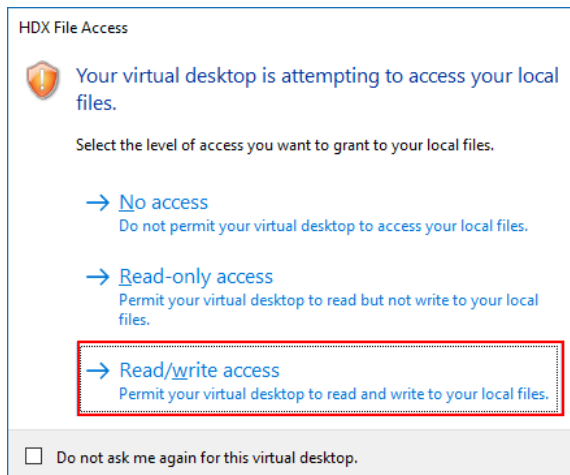 HDX File Access
Your virtual desktop is attempting to access your local
files.
Select the level of access you want to grant to your local files.
No access
Do not permit your virtual desktop to access your local files.
Read-only access
Permit your virtual desktop to read but not write to your local
files.
Read/write access
Permit your virtual desktop to read and write to your local files.
Do not ask me again for this virtual desktop.